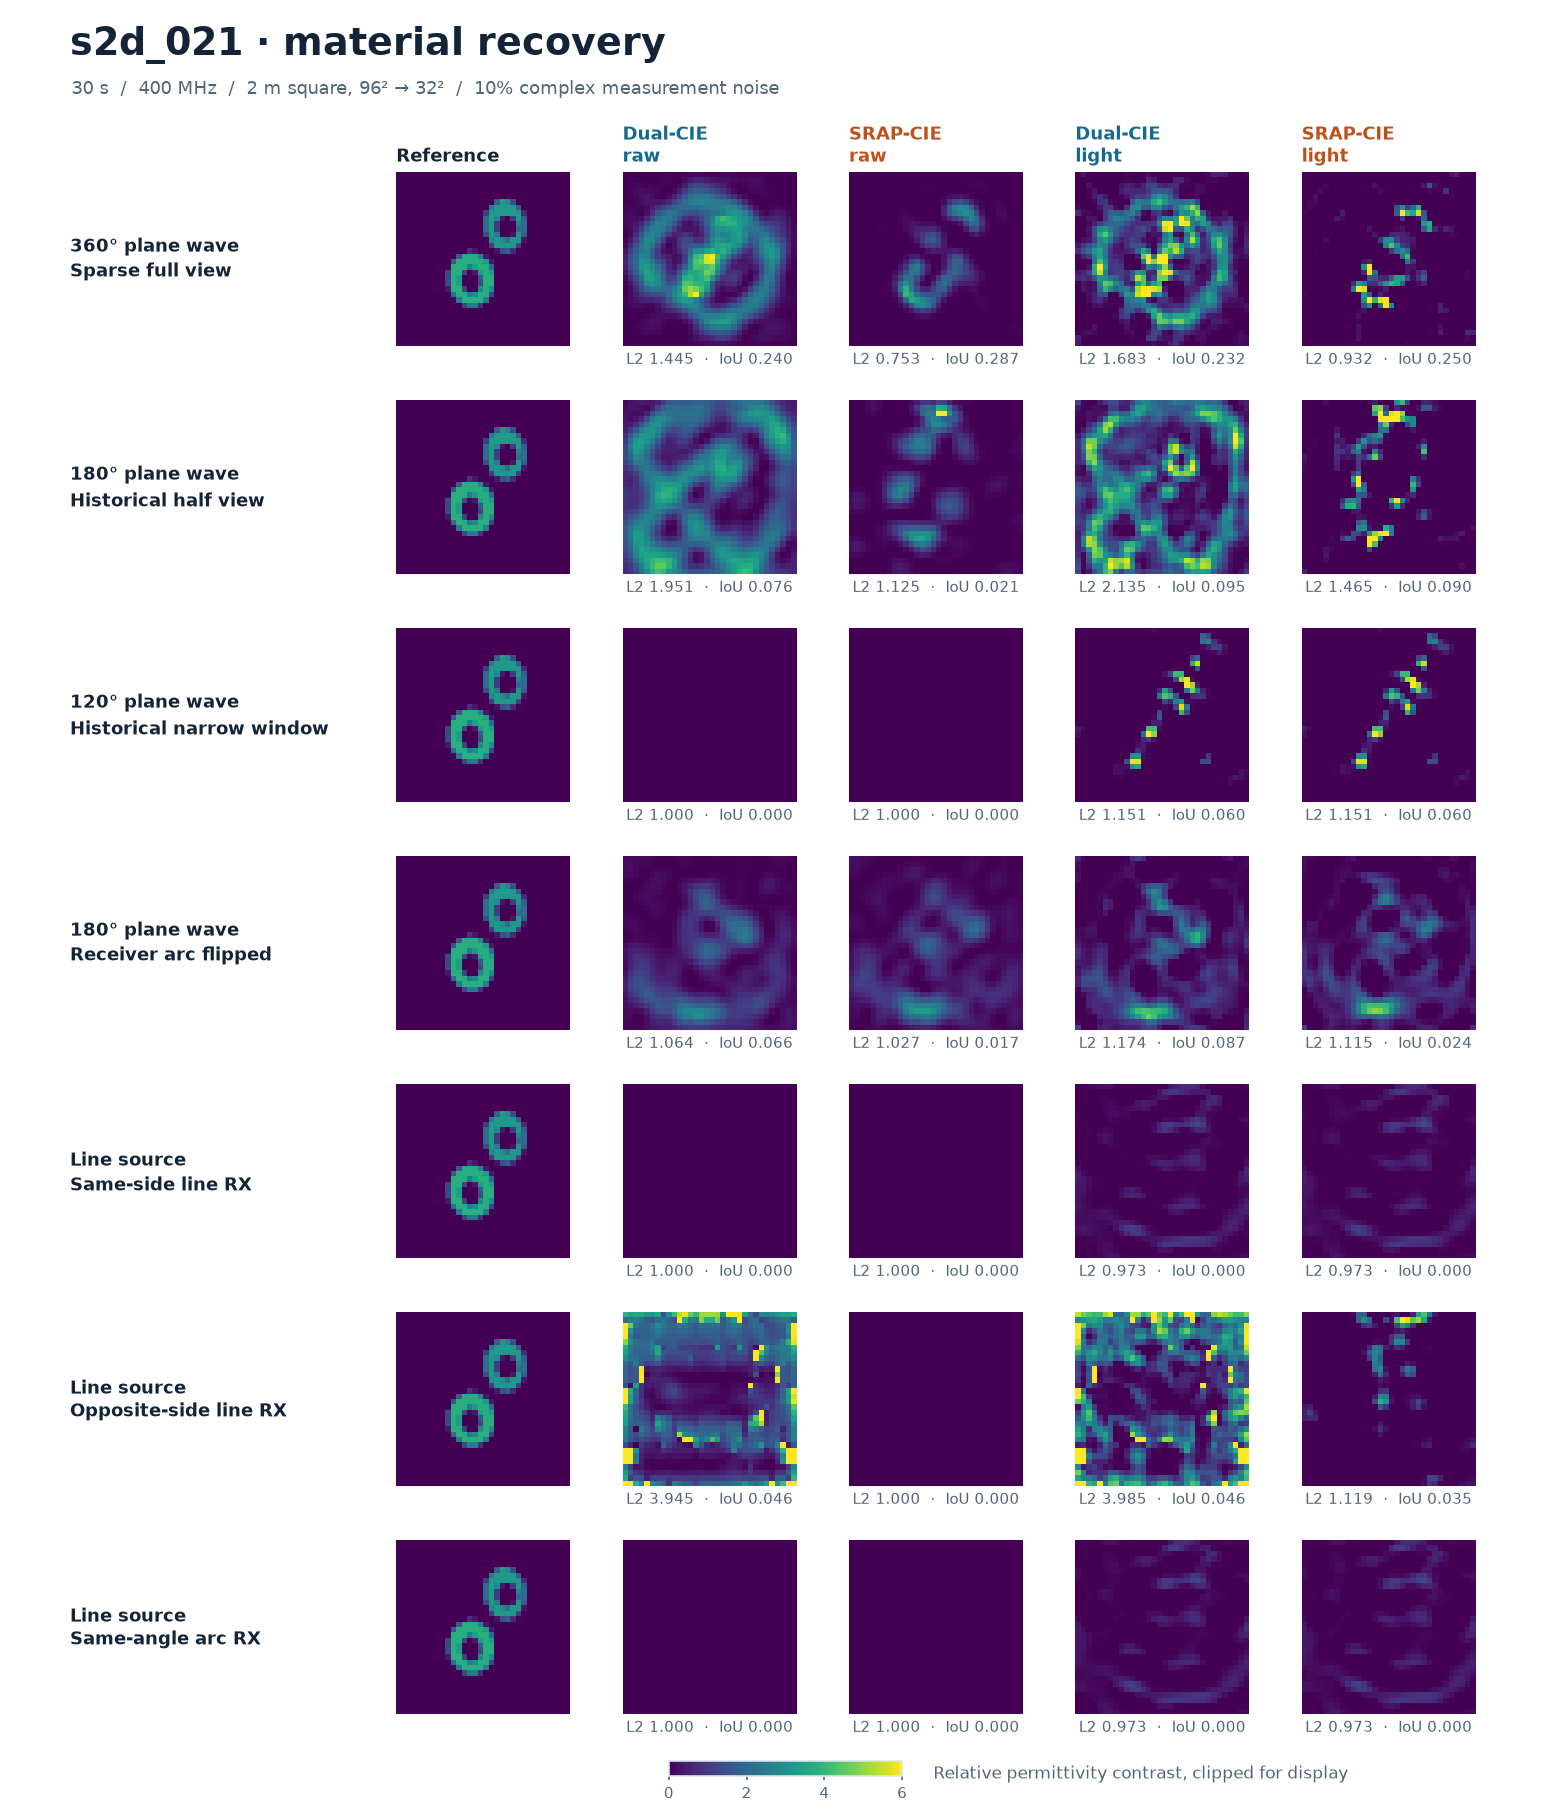 s2d_021 · material recovery
30 s / 400 MHz / 2 m square, 96² → 32² / 10% complex measurement noise
Reference
Dual-CIE
raw
SRAP-CIE
raw
Dual-CIE
light
SRAP-CIE
light
360° plane wave
Sparse full view
L2 1.445 · IoU 0.240
L2 0.753 · IoU 0.287
L2 1.683 · IoU 0.232
L2 0.932 · IoU 0.250
180° plane wave
Historical half view
L2 1.951 · IoU 0.076
L2 1.125 · IoU 0.021
L2 2.135 · IoU 0.095
L2 1.465 · IoU 0.090
120° plane wave
Historical narrow window
L2 1.000 · IoU 0.000
L2 1.000 · IoU 0.000
L2 1.151 · IoU 0.060
L2 1.151 · IoU 0.060
180° plane wave
Receiver arc flipped
L2 1.064 · IoU 0.066
L2 1.027 · IoU 0.017
L2 1.174 · IoU 0.087
L2 1.115 · IoU 0.024
Line source
Same-side line RX
L2 1.000 · IoU 0.000
L2 1.000 · IoU 0.000
L2 0.973 · IoU 0.000
L2 0.973 · IoU 0.000
Line source
Opposite-side line RX
L2 3.945 · IoU 0.046
L2 1.000 · IoU 0.000
L2 3.985 · IoU 0.046
L2 1.119 · IoU 0.035
Line source
Same-angle arc RX
L2 1.000 · IoU 0.000
L2 1.000 · IoU 0.000
L2 0.973 · IoU 0.000
L2 0.973 · IoU 0.000
0 2 4 6
Relative permittivity contrast, clipped for display